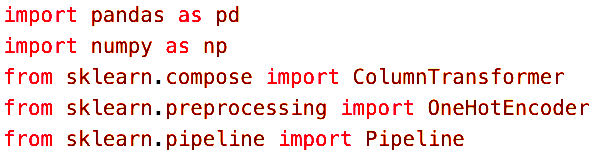 import pandas as pd
import numpy as np
from sklearn.compose import ColumnTransformer
from sklearn.preprocessing import OneHotEncoder
from sklearn.pipeline import Pipeline